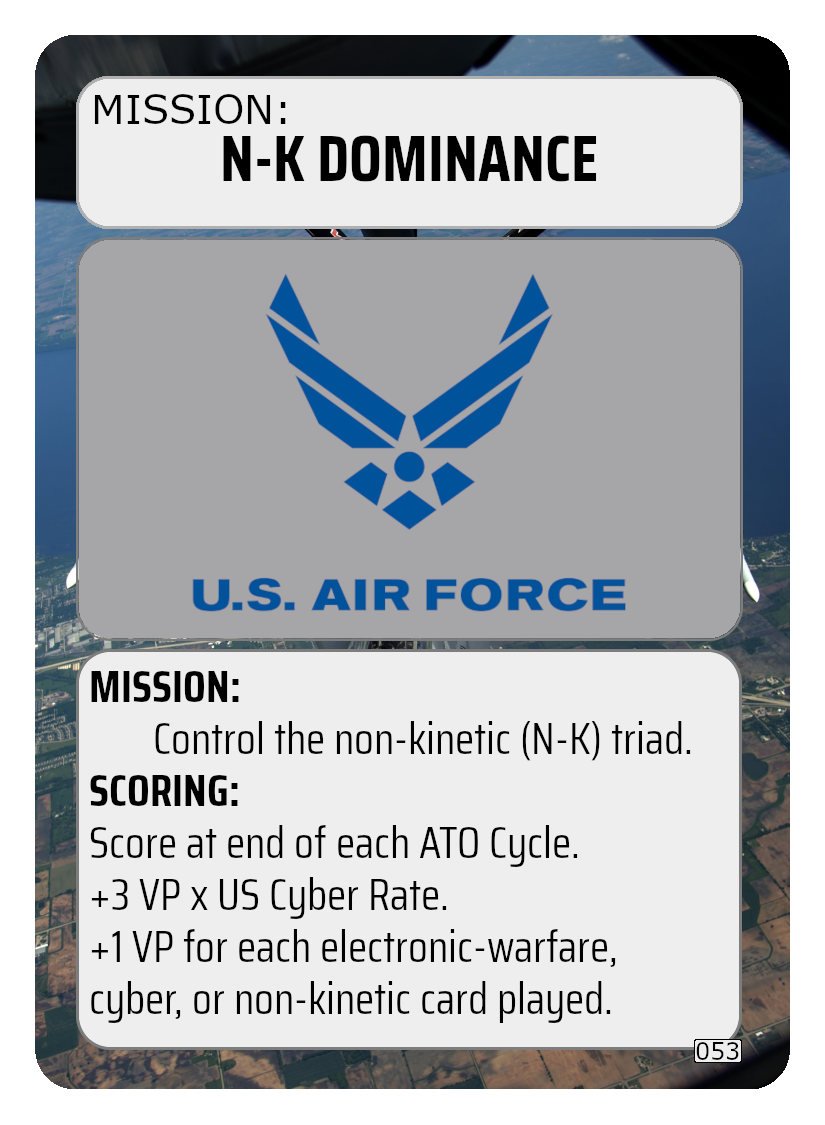 MISSION:
N-K DOMINANCE
U.S. AIR FORCE
MISSION:
Control the non-kinetic (N-K) triad.
SCORING:
Score at end of each ATO Cycle.
+3 VP x US Cyber Rate.
+1 VP for each electronic-warfare,
cyber, or non-kinetic card played.
053